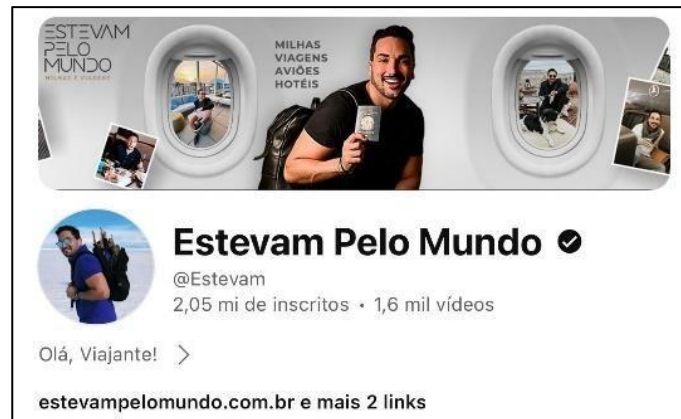 ESTEVAM
PELO
MUNDO
MILHAS E VIAGENS
MILHAS
VIAGENS
AVIÕES
HOTÉIS
Estevam Pelo Mundo
@Estevam
2,05 mi de inscritos • 1,6 mil vídeos
Olá, Viajante! >
estevampelomundo.com.br e mais 2 links